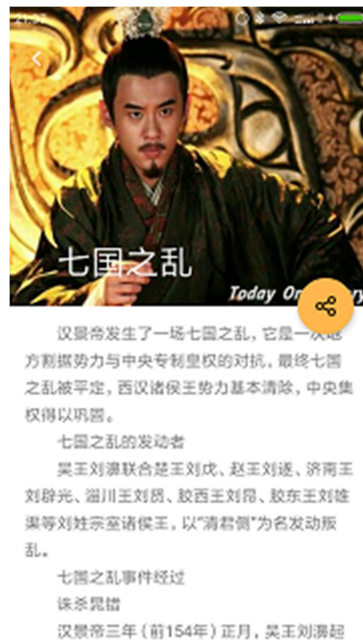 七国之乱
Today On
ry
汉景帝发生了一场七国之乱，它是一次地
方割据势力与中央专制皇权的对抗，最终七国
之乱被平定，西汉诸侯王势力基本清除，中央集
权得以巩固。
七国之乱的发动者
吴王刘濞联合楚王刘戊、赵王刘遂、济南王
刘辟光、淄川王刘贤、胶西王刘昂、胶东王刘雄
渠等刘姓宗室诸侯王，以“清君侧”为名发动叛
乱。
七国之乱事件经过
诛杀晁错
汉景帝三年（前154年）正月，吴王刘濞起